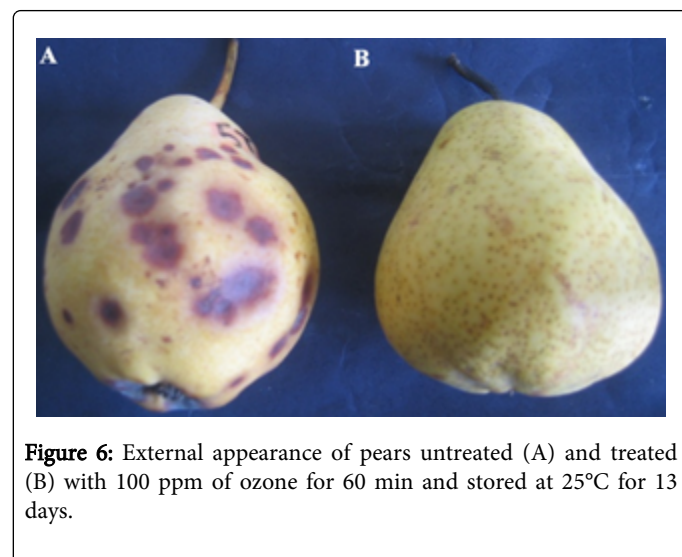 A B
Figure 6: External appearance of pears untreated (A) and treated
(B) with 100 ppm of ozone for 60 min and stored at 25°C for 13
days.